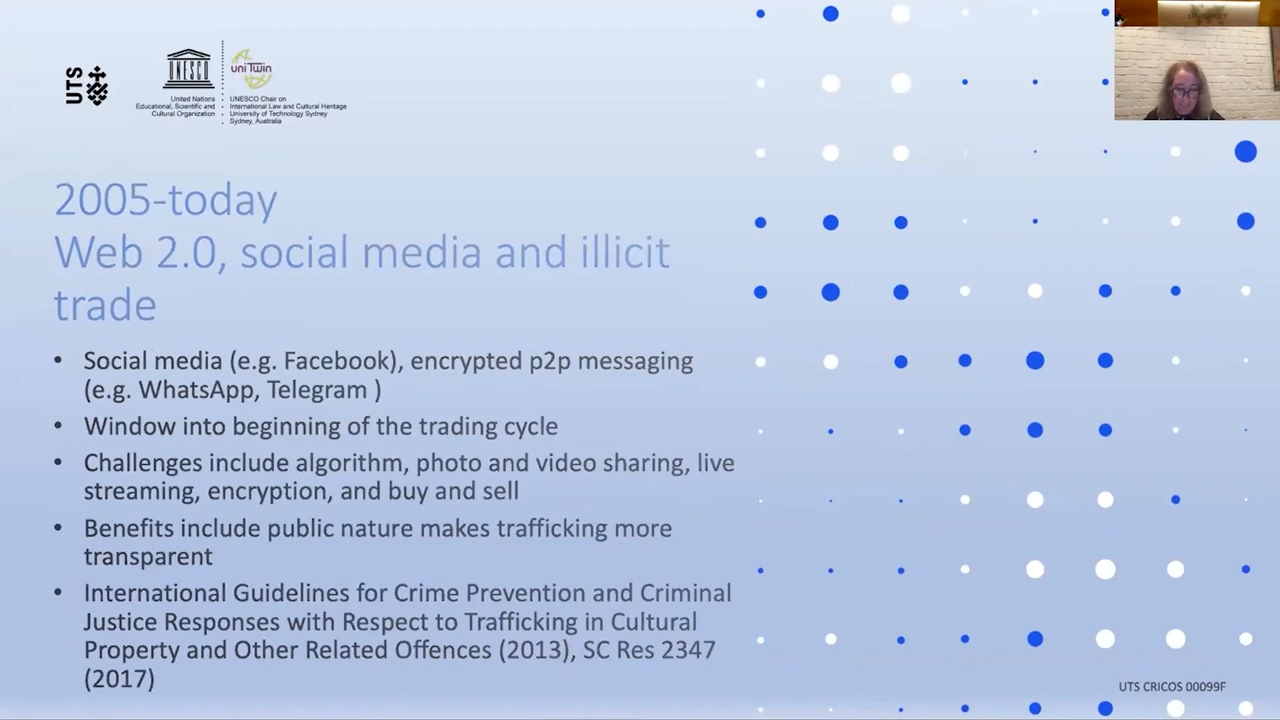 UTS
UNESCO
uniTwin
United Nations
Educational, Scientific and
Cultural Organization
UNESCO Chair on
International Law and Cultural Heritage
University of Technology Sydney
Sydney, Australia
2005-today
Web 2.0, social media and illicit
trade
• Social media (e.g. Facebook), encrypted p2p messaging
(e.g. WhatsApp, Telegram )
• Window into beginning of the trading cycle
• Challenges include algorithm, photo and video sharing, live
streaming, encryption, and buy and sell
• Benefits include public nature makes trafficking more
transparent
• International Guidelines for Crime Prevention and Criminal
Justice Responses with Respect to Trafficking in Cultural
Property and Other Related Offences (2013), SC Res 2347
(2017)
UTS CRICOS 00099F